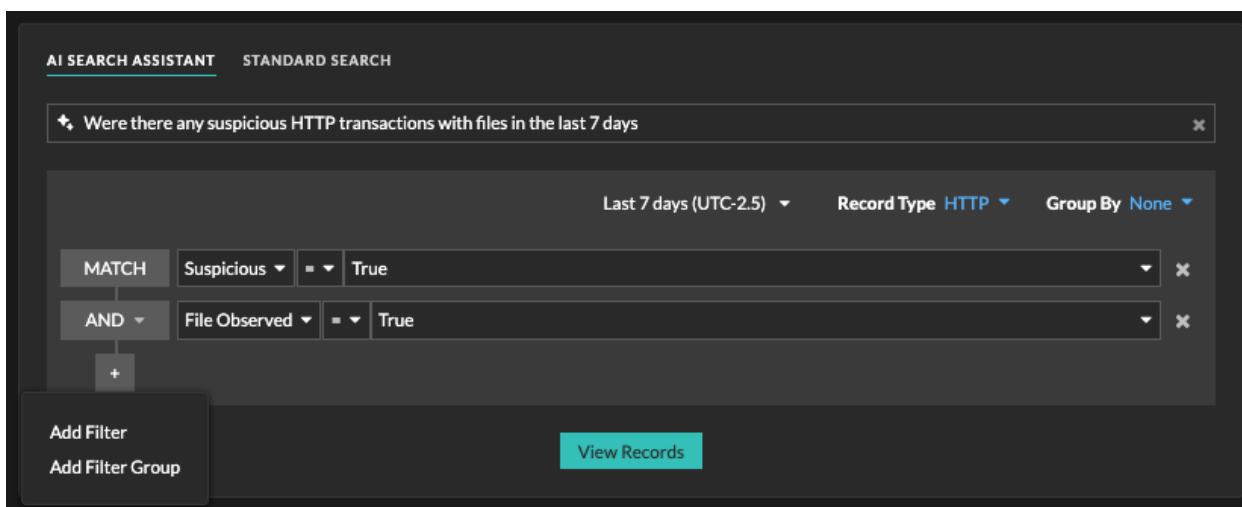 AI SEARCH ASSISTANT STANDARD SEARCH
Were there any suspicious HTTP transactions with files in the last 7 days
Last 7 days (UTC-2.5) Record Type HTTP Group By None
MATCH Suspicious = True
AND File Observed = True
+
Add Filter
Add Filter Group
View Records